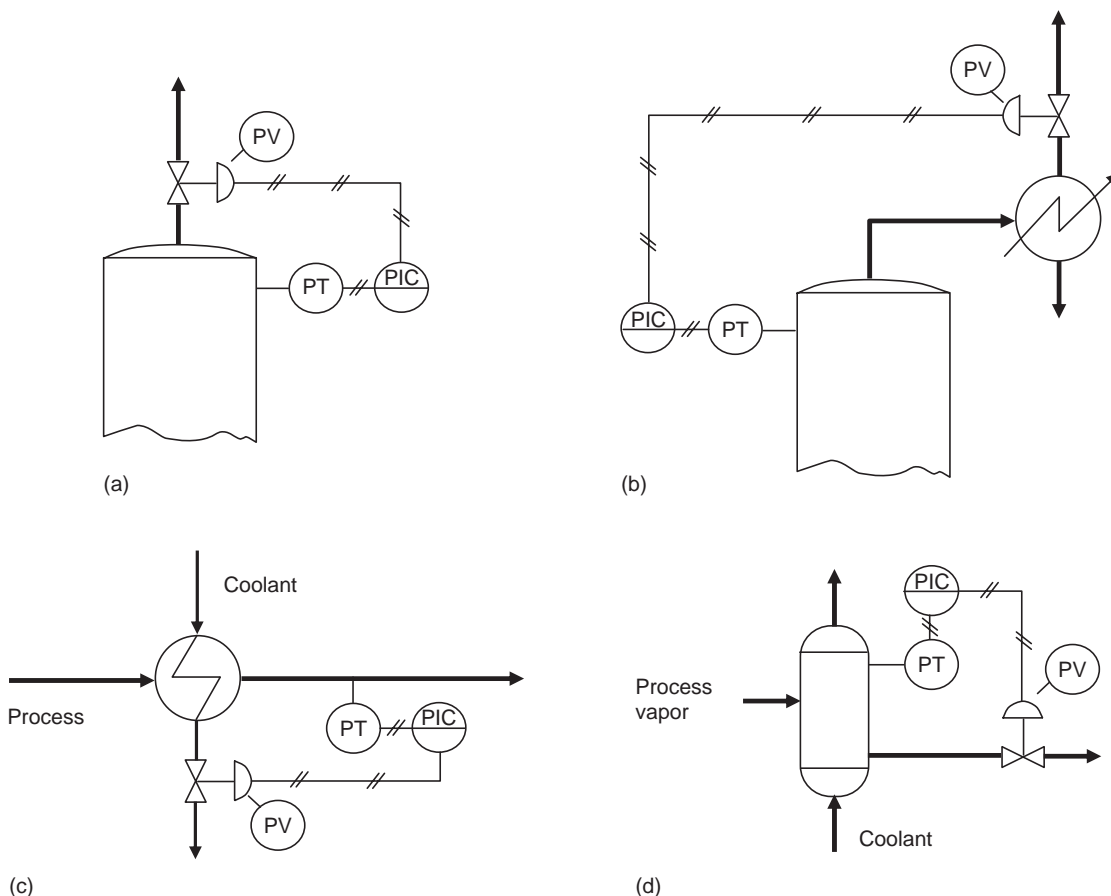 PV
PT
PIC
(a)
PV
PIC
PT
(b)
Coolant
Process
PT
PIC
PV
(c)
PIC
PT
PV
Process
vapor
Coolant
(d)